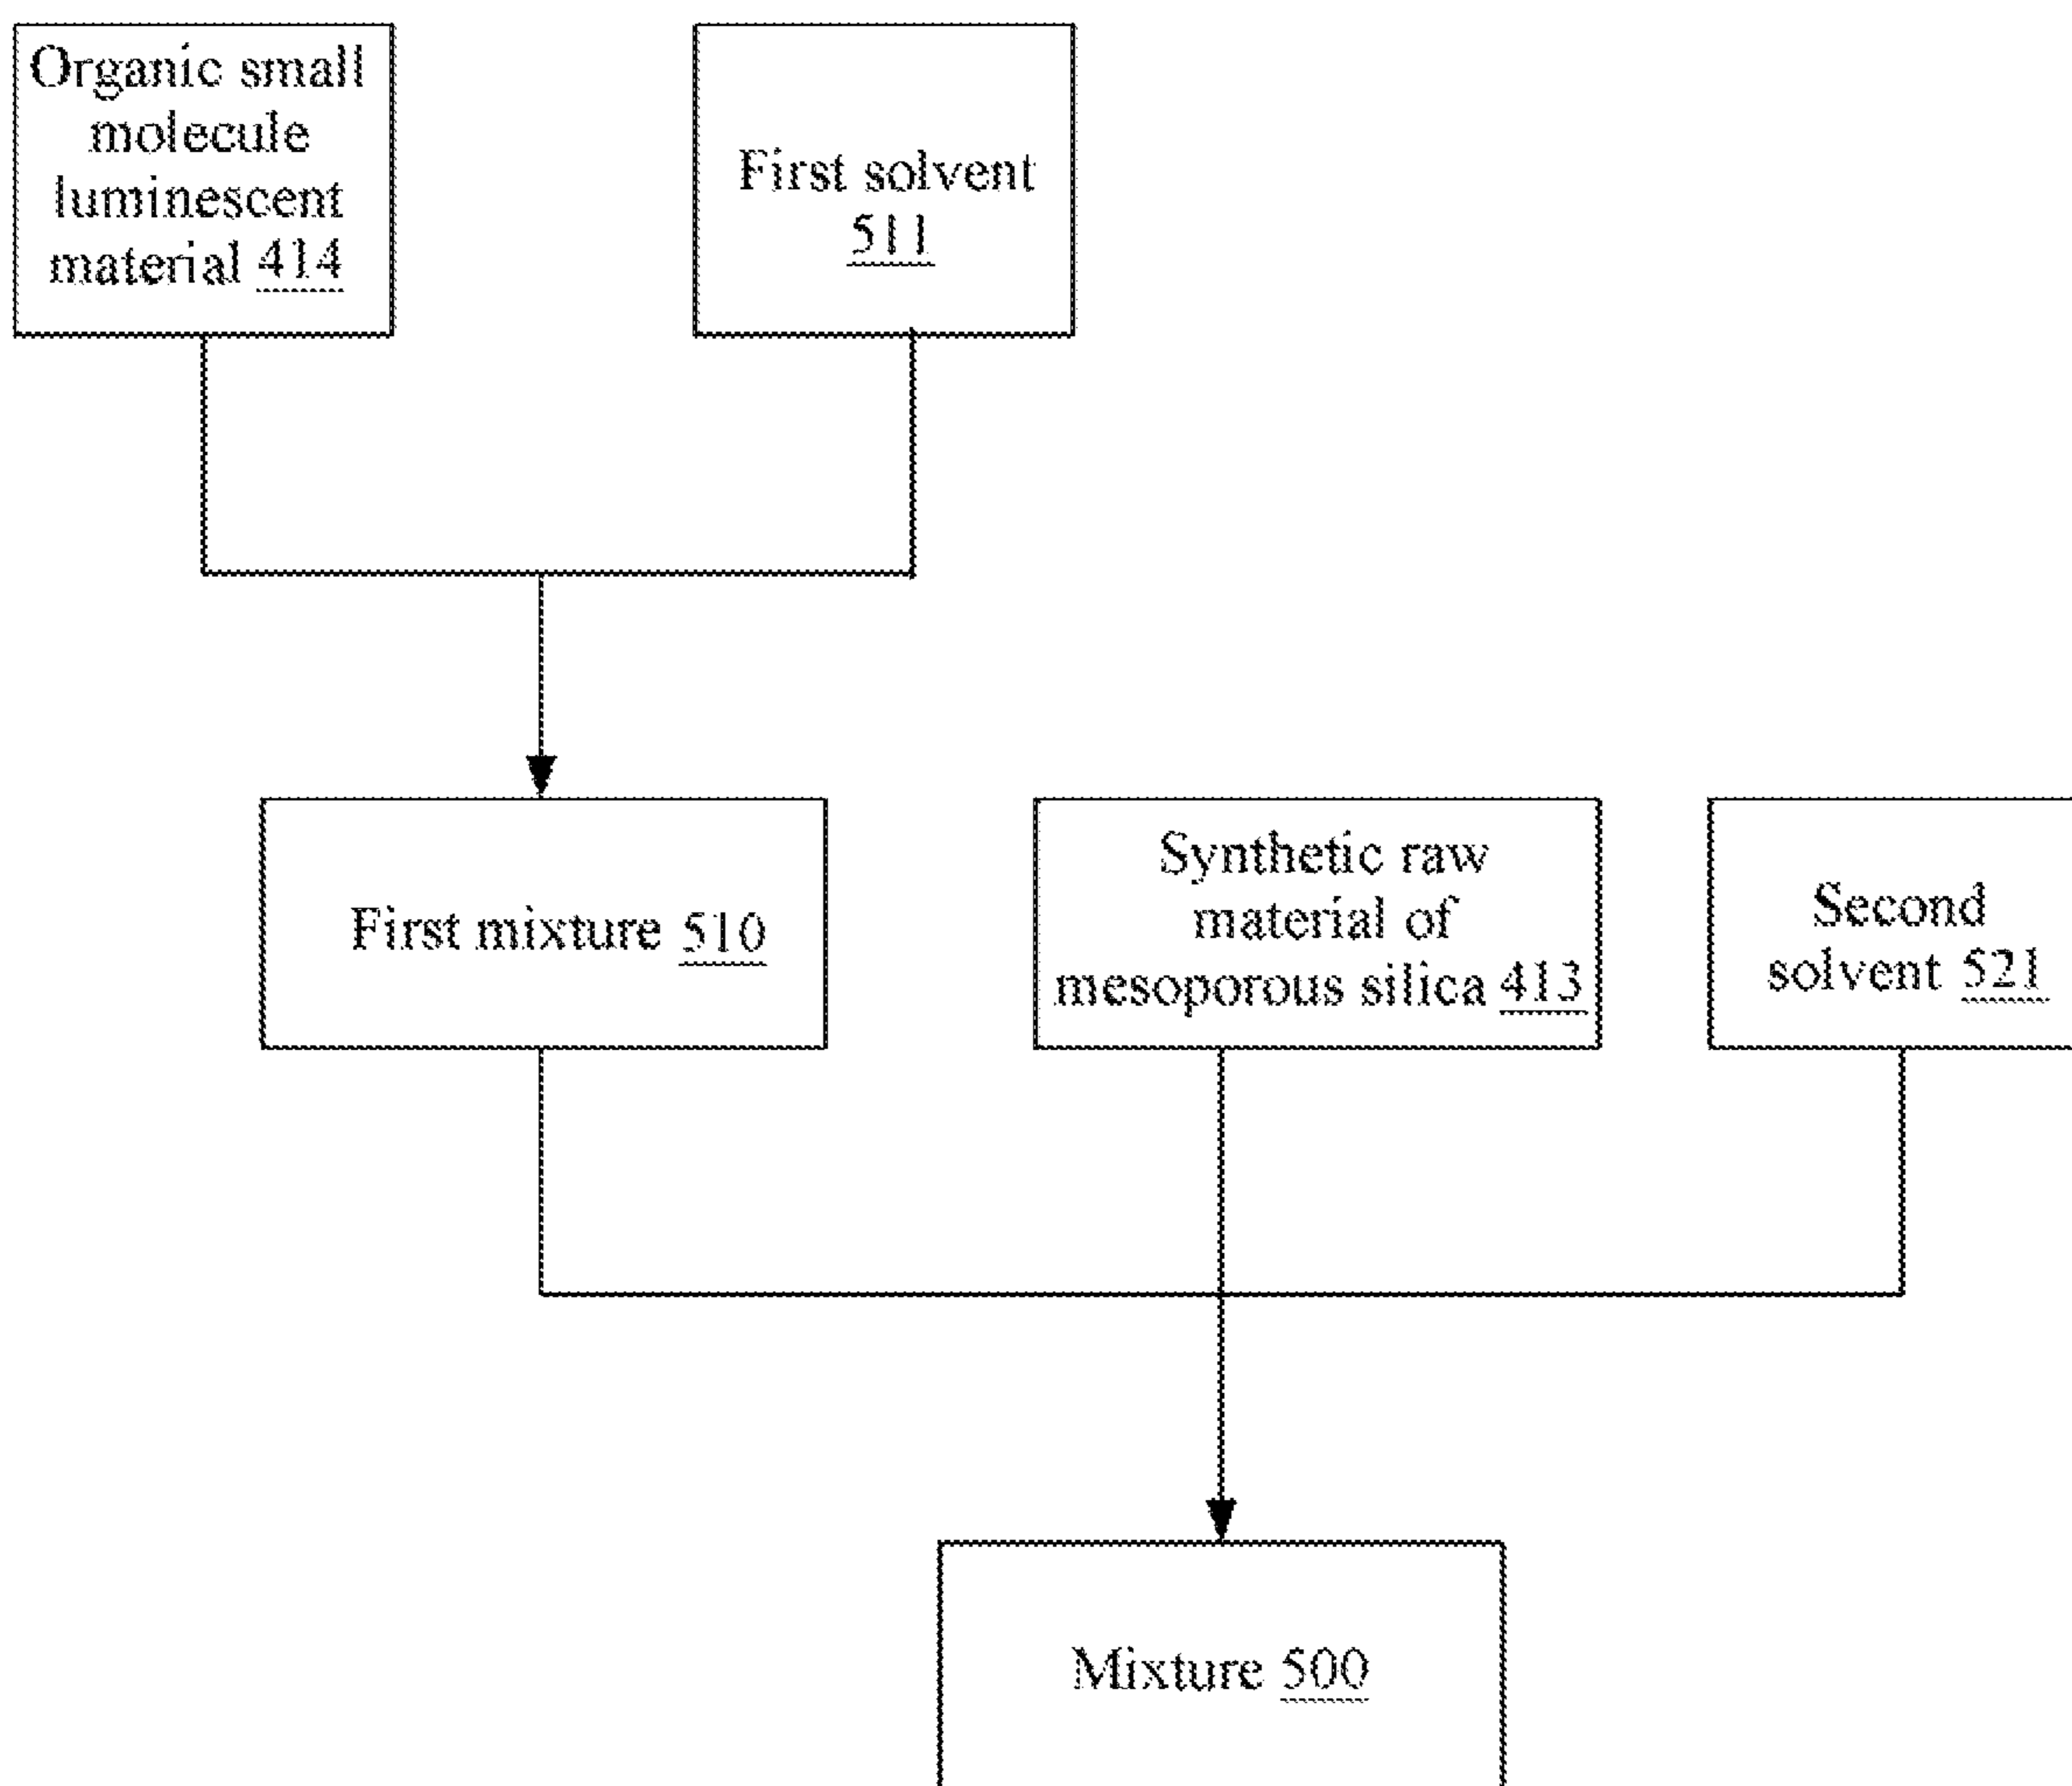 Organic small
molecule
luminescent
material 414
First solvent
511
First mixture 510
Synthetic raw
material of
mesoporous silica 413
Second
solvent 521
Mixture 500